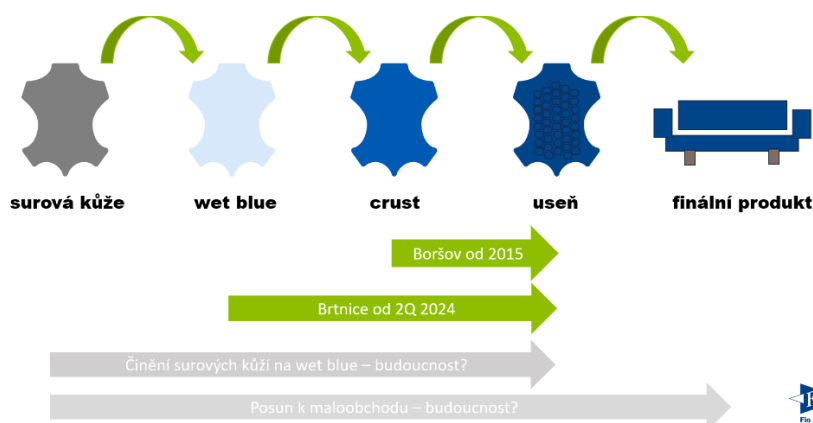 surová kůže
wet blue
crust
useň
finální produkt
Boršov od 2015
Brtnice od 2Q 2024
Činění surových kůží na wet blue – budoucnost?
Posun k maloobchodu – budoucnost?
Fio